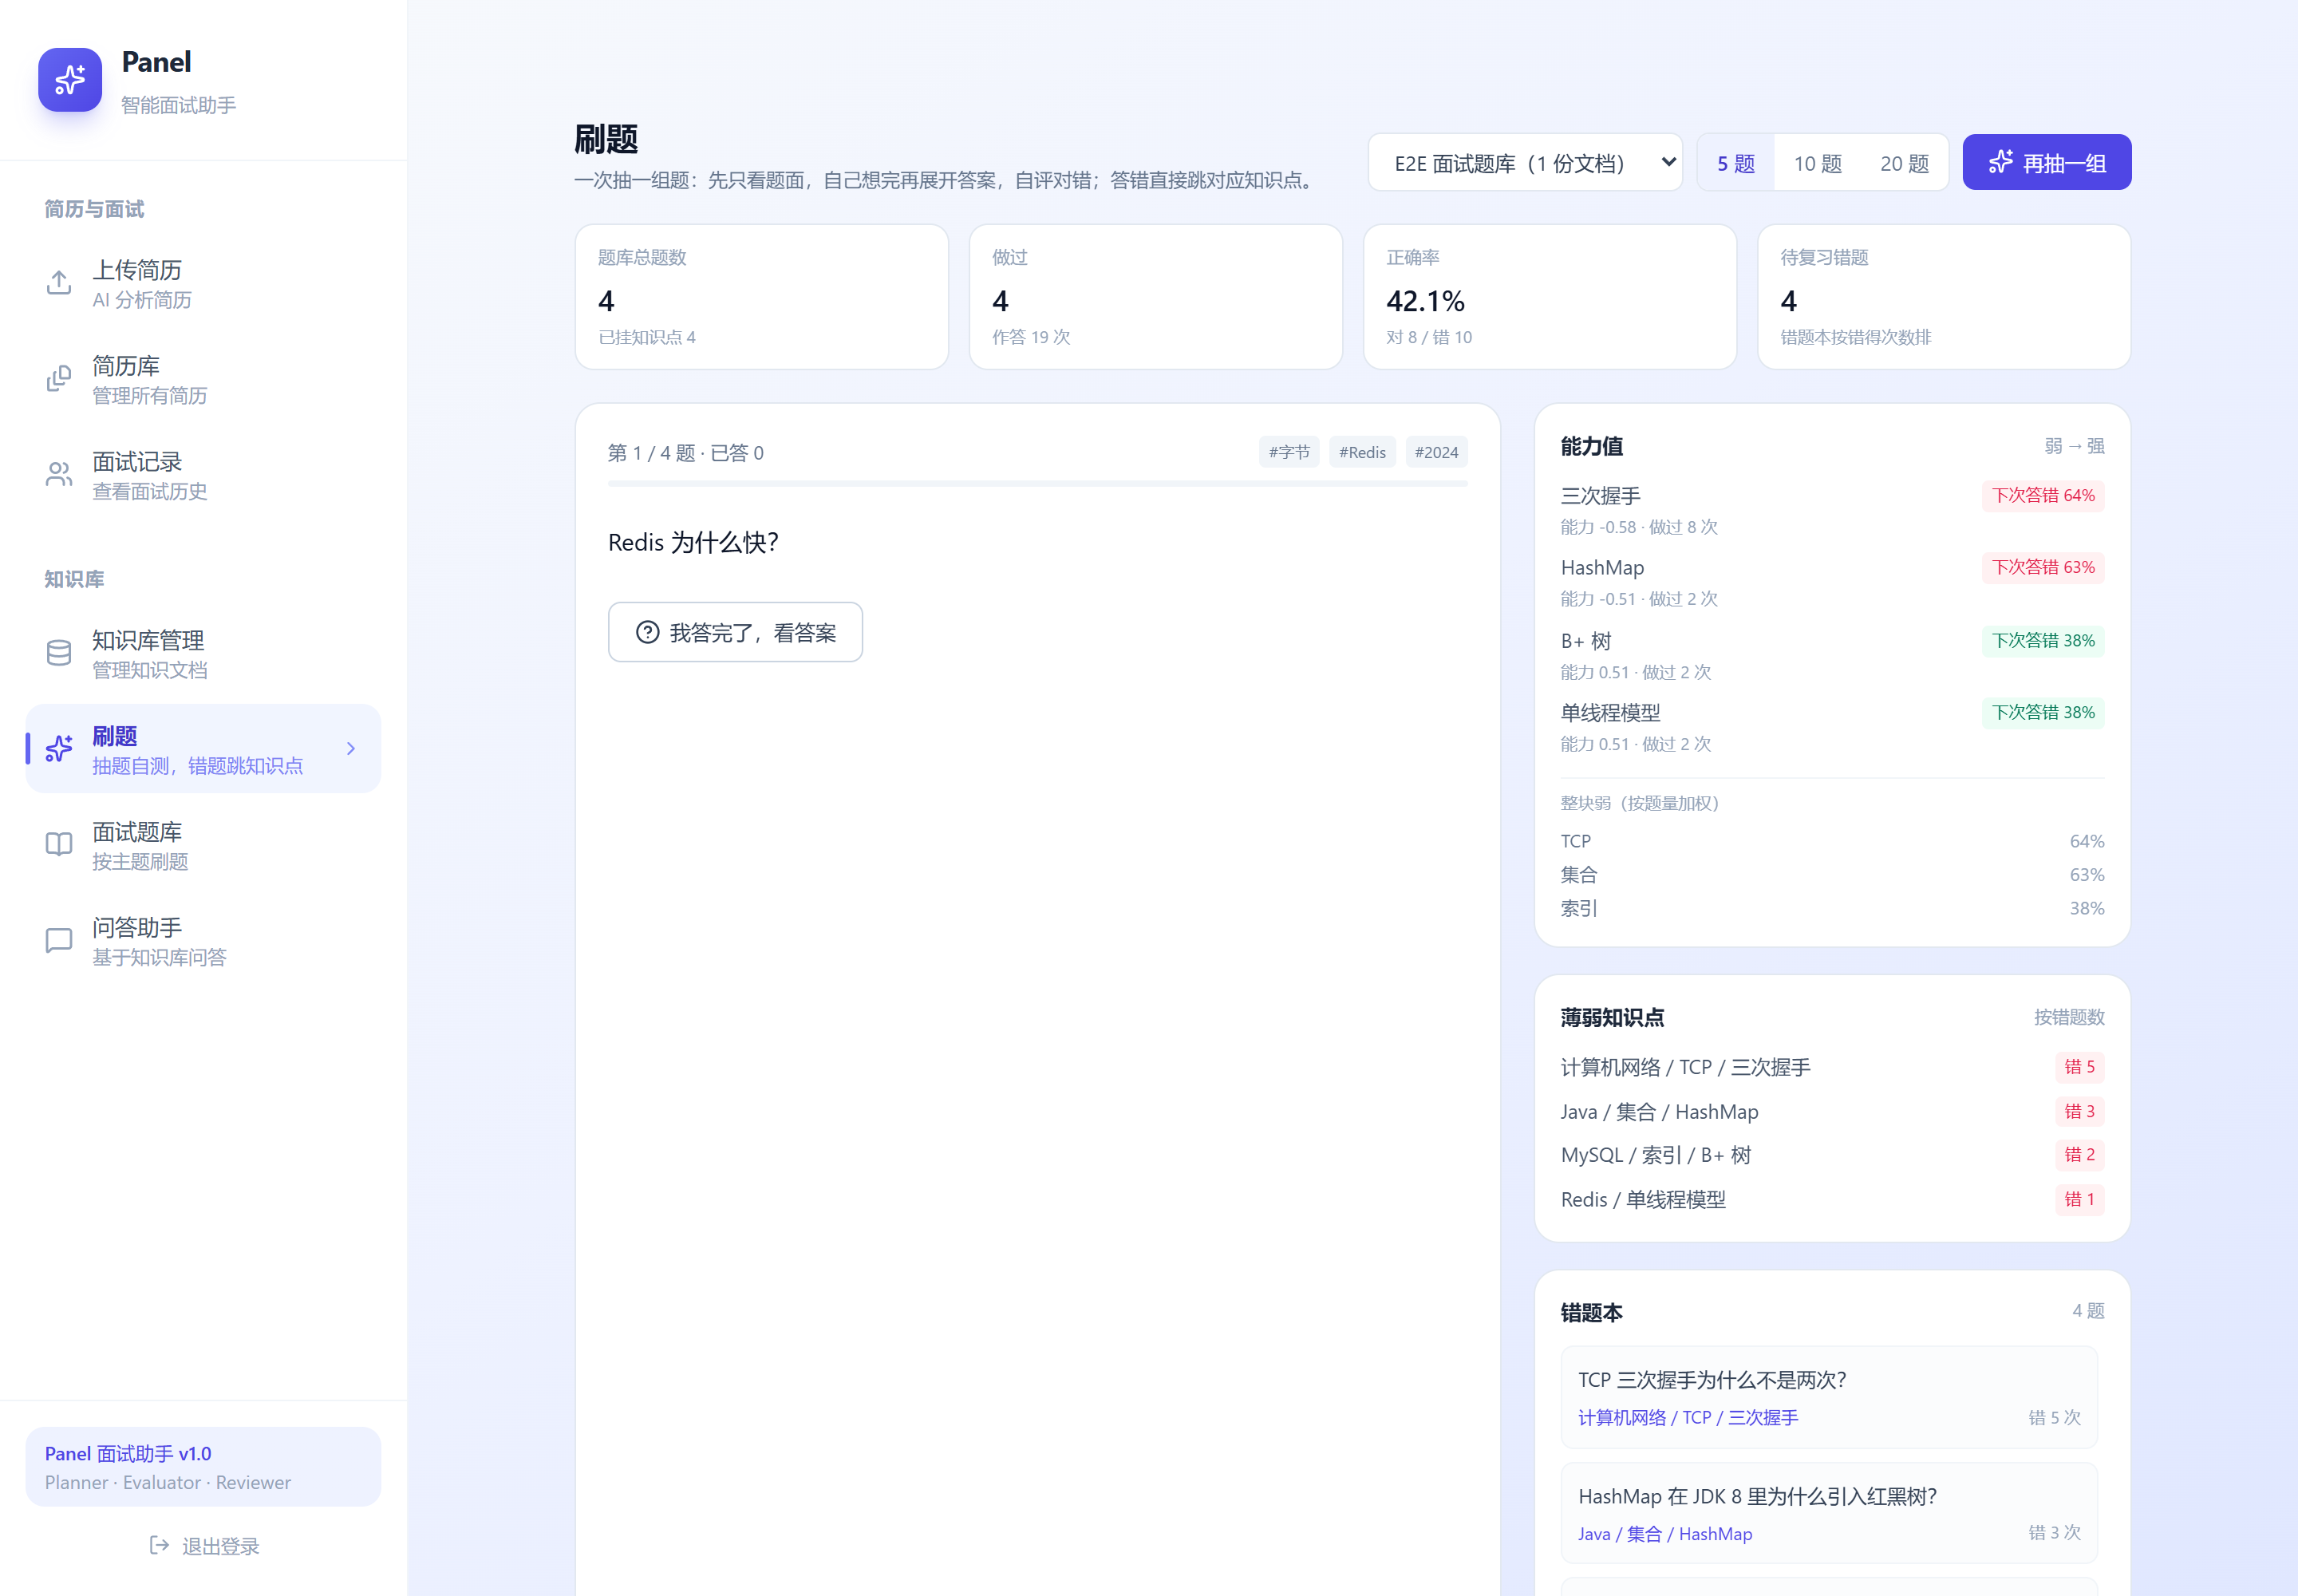 Panel
智能面试助手
简历与面试
上传简历
AI 分析简历
简历库
管理所有简历
面试记录
查看面试历史
知识库
知识库管理
管理知识文档
刷题
抽题自测，错题跳知识点
面试题库
按主题刷题
问答助手
基于知识库问答
Panel 面试助手 v1.0
Planner · Evaluator · Reviewer
退出登录
刷题
一次抽一组题：先只看题面，自己想完再展开答案，自评对错；答错直接跳对应知识点。
E2E 面试题库（1 份文档）
5 题
10 题
20 题
再抽一组
题库总题数
4
已挂知识点 4
做过
4
作答 19 次
正确率
42.1%
对 8 / 错 10
待复习错题
4
错题本按错得次数排
第 1 / 4 题 · 已答 0
#字节
#Redis
#2024
Redis 为什么快？
我答完了，看答案
能力值
弱 → 强
三次握手
下次答错 64%
能力 -0.58 · 做过 8 次
HashMap
下次答错 63%
能力 -0.51 · 做过 2 次
B+ 树
下次答错 38%
能力 0.51 · 做过 2 次
单线程模型
下次答错 38%
能力 0.51 · 做过 2 次
整块弱（按题量加权）
TCP 64%
集合 63%
索引 38%
薄弱知识点
按错题数
计算机网络 / TCP / 三次握手
错 5
Java / 集合 / HashMap
错 3
MySQL / 索引 / B+ 树
错 2
Redis / 单线程模型
错 1
错题本
4 题
TCP 三次握手为什么不是两次？
计算机网络 / TCP / 三次握手
错 5 次
HashMap 在 JDK 8 里为什么引入红黑树？
Java / 集合 / HashMap
错 3 次